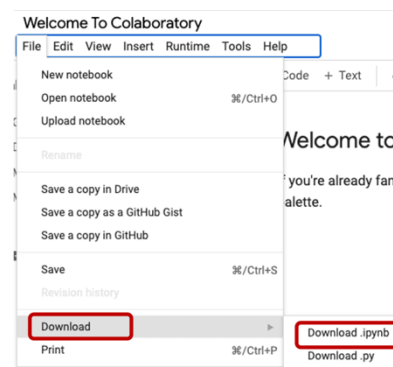 Welcome To Colaboratory
File Edit View Insert Runtime Tools Help
New notebook
Code + Text
Open notebook ⌘/Ctrl+O
Upload notebook
Welcome to
Rename
If you're already fam
Save a copy in Drive
palette.
Save a copy as a GitHub Gist
Save a copy in GitHub
Save ⌘/Ctrl+S
Revision history
Download
Download .ipynb
Print ⌘/Ctrl+P
Download .py